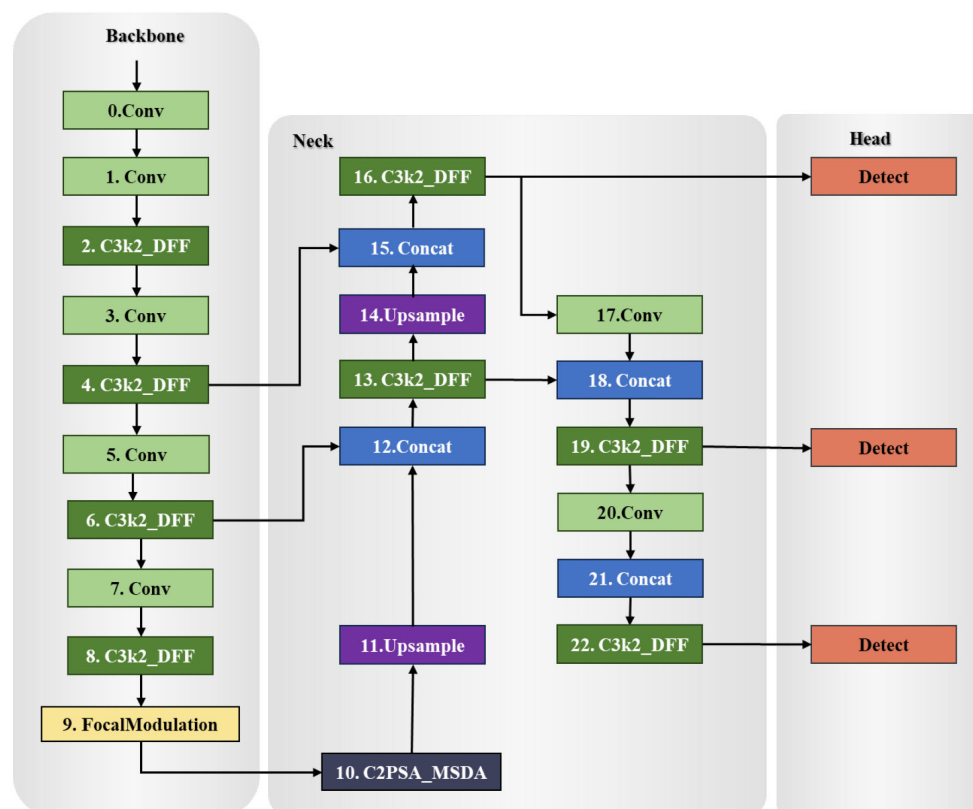 Backbone
0.Conv
1. Conv
2. C3k2_DFF
3. Conv
4. C3k2_DFF
5. Conv
6. C3k2_DFF
7. Conv
8. C3k2_DFF
9. FocalModulation
Neck
16. C3k2_DFF
15. Concat
14.Upsample
13. C3k2_DFF
12.Concat
11.Upsample
10. C2PSA_MSDA
17.Conv
18. Concat
19. C3k2_DFF
20.Conv
21. Concat
22. C3k2_DFF
Head
Detect
Detect
Detect